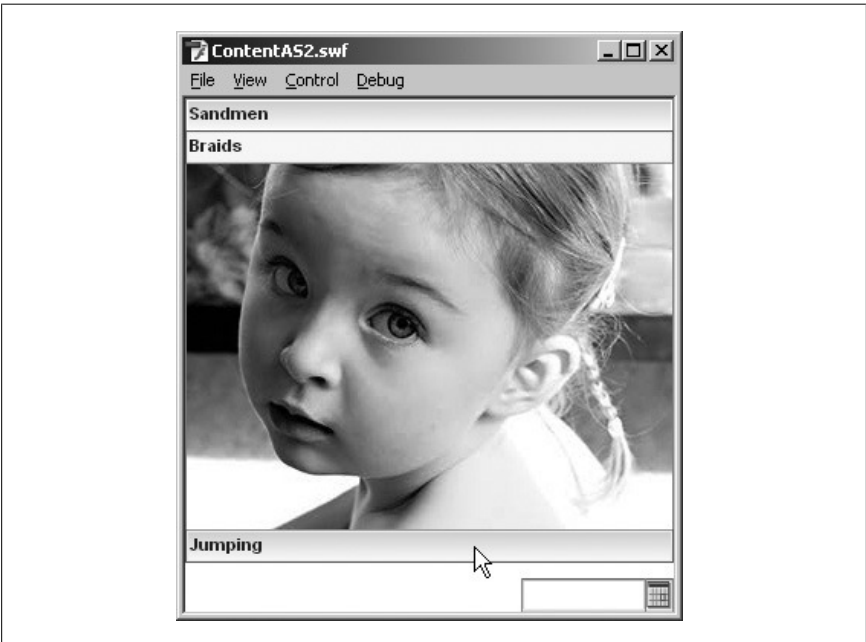 ContentAS2.swf
File View Control Debug
Sandmen
Braids
Jumping